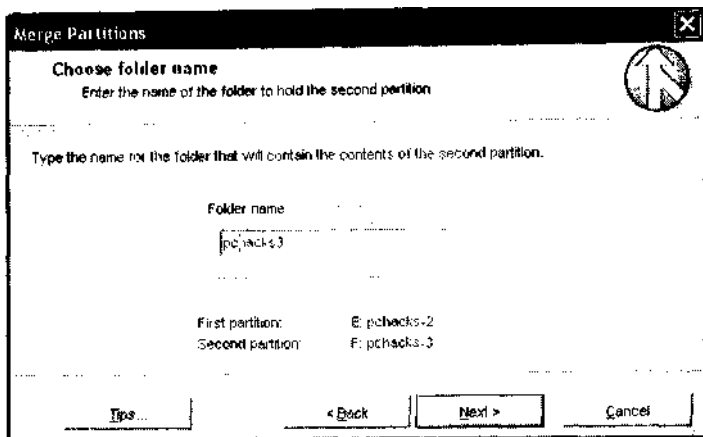 Merge Partitions
Choose folder name
Enter the name of the folder to hold the second partition
Type the name for the folder that will contain the contents of the second partition.
Folder name
pchacks3
First partition: E: pchacks-2
Second partition: F: pchacks-3
Tips... < Back Next > Cancel